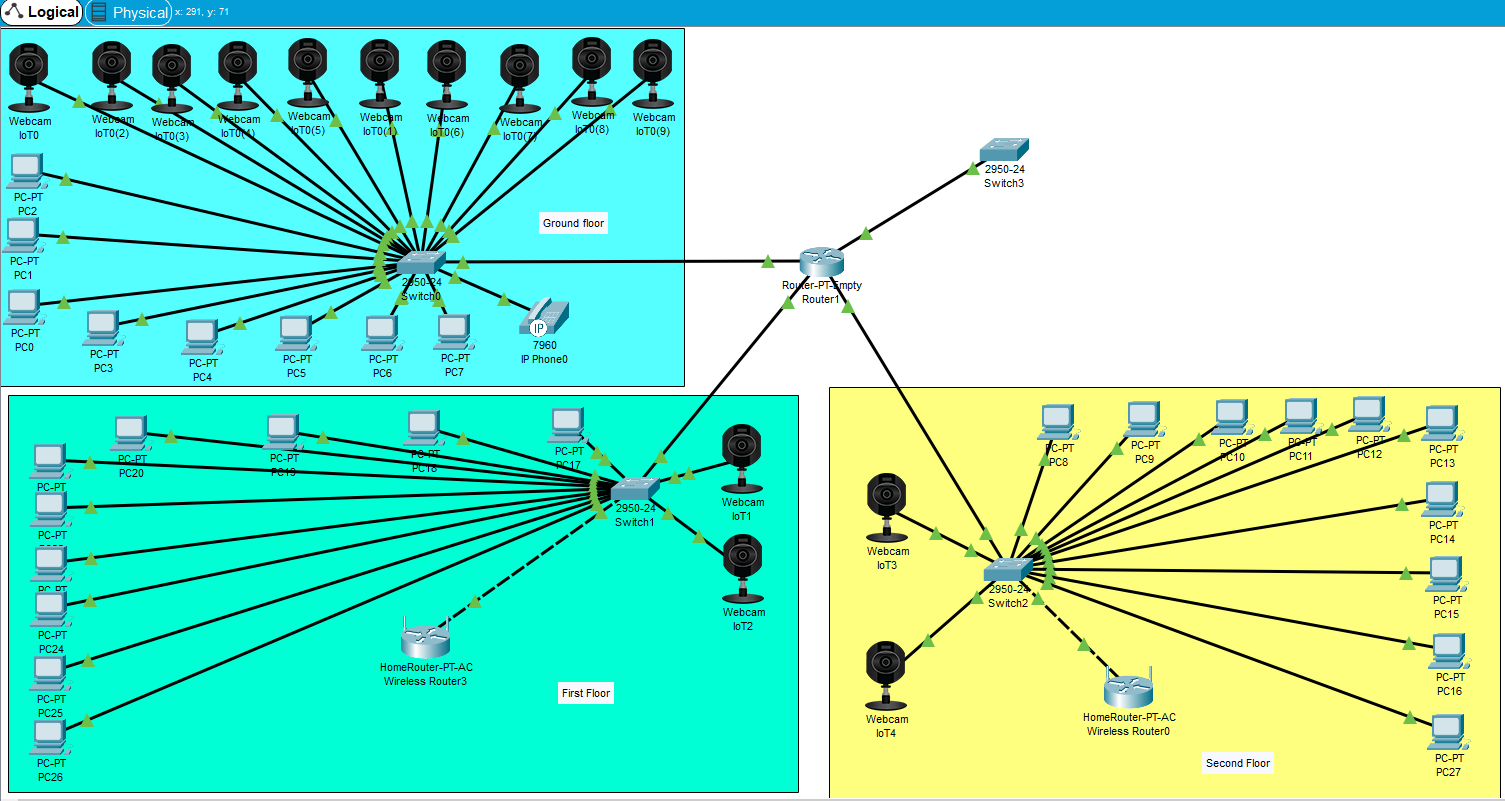 Logical
Physical
x: 291, y: 71
Webcam
IoT0
Webcam
IoT0(2)
Webcam
IoT0(3)
Webcam
IoT0(4)
Webcam
IoT0(5)
Webcam
IoT0(1)
Webcam
IoT0(6)
Webcam
IoT0(7)
Webcam
IoT0(8)
Webcam
IoT0(9)
PC-PT
PC2
PC-PT
PC1
PC-PT
PC0
PC-PT
PC3
PC-PT
PC4
PC-PT
PC5
PC-PT
PC6
PC-PT
PC7
2950-24
Switch0
IP
7960
IP Phone0
Ground floor
2950-24
Switch3
Router-PT-Empty
Router1
PC-PT
PC20
PC-PT
PC19
PC-PT
PC18
PC-PT
PC17
PC-PT
PC-PT
PC-PT
PC-PT
PC24
PC-PT
PC25
PC-PT
PC26
2950-24
Switch1
Webcam
IoT1
Webcam
IoT2
HomeRouter-PT-AC
Wireless Router3
First Floor
PC-PT
PC8
PC-PT
PC9
PC-PT
PC10
PC-PT
PC11
PC-PT
PC12
PC-PT
PC13
PC-PT
PC14
PC-PT
PC15
PC-PT
PC16
PC-PT
PC27
Webcam
IoT3
2950-24
Switch2
Webcam
IoT4
HomeRouter-PT-AC
Wireless Router0
Second Floor